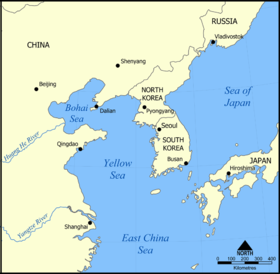 RUSSIA
Vladivostok
CHINA
Shenyang
Beijing
NORTH
KOREA
Sea of
Japan
Bohai
Sea
Dalian
Pyongyang
Huang He River
Seoul
SOUTH
KOREA
Qingdao
Yellow
Sea
Busan
JAPAN
Hiroshima
Yangtze River
Shanghai
East China
Sea
NORTH
0 100 200 300 400
Kilometres